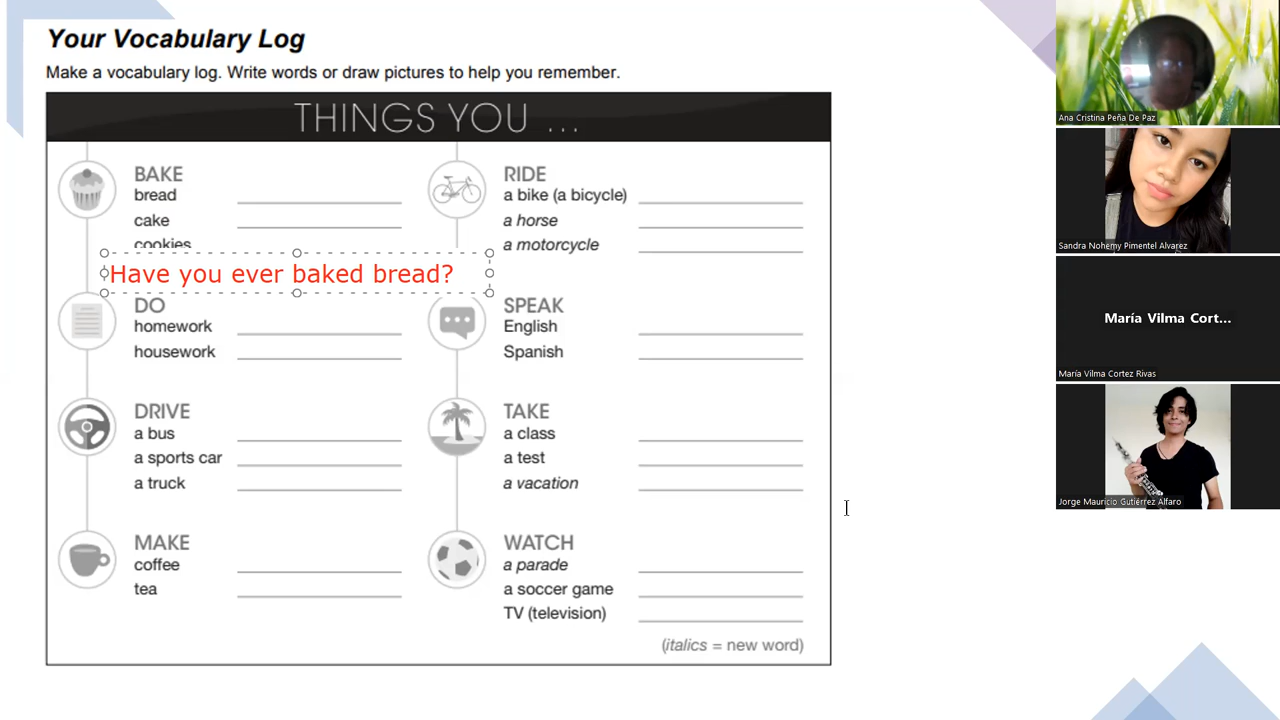 Your Vocabulary Log
Make a vocabulary log. Write words or draw pictures to help you remember.
THINGS YOU ...
BAKE
bread
cake
cookies
Have you ever baked bread?
DO
homework
housework
DRIVE
a bus
a sports car
a truck
MAKE
coffee
tea
RIDE
a bike (a bicycle)
a horse
a motorcycle
SPEAK
English
Spanish
TAKE
a class
a test
a vacation
WATCH
a parade
a soccer game
TV (television)
(italics = new word)
Ana Cristina Peña De Paz
Sandra Nohemy Pimentel Alvarez
María Vilma Cort...
María Vilma Cortez Rivas
Jorge Mauricio Gutiérrez Alfaro